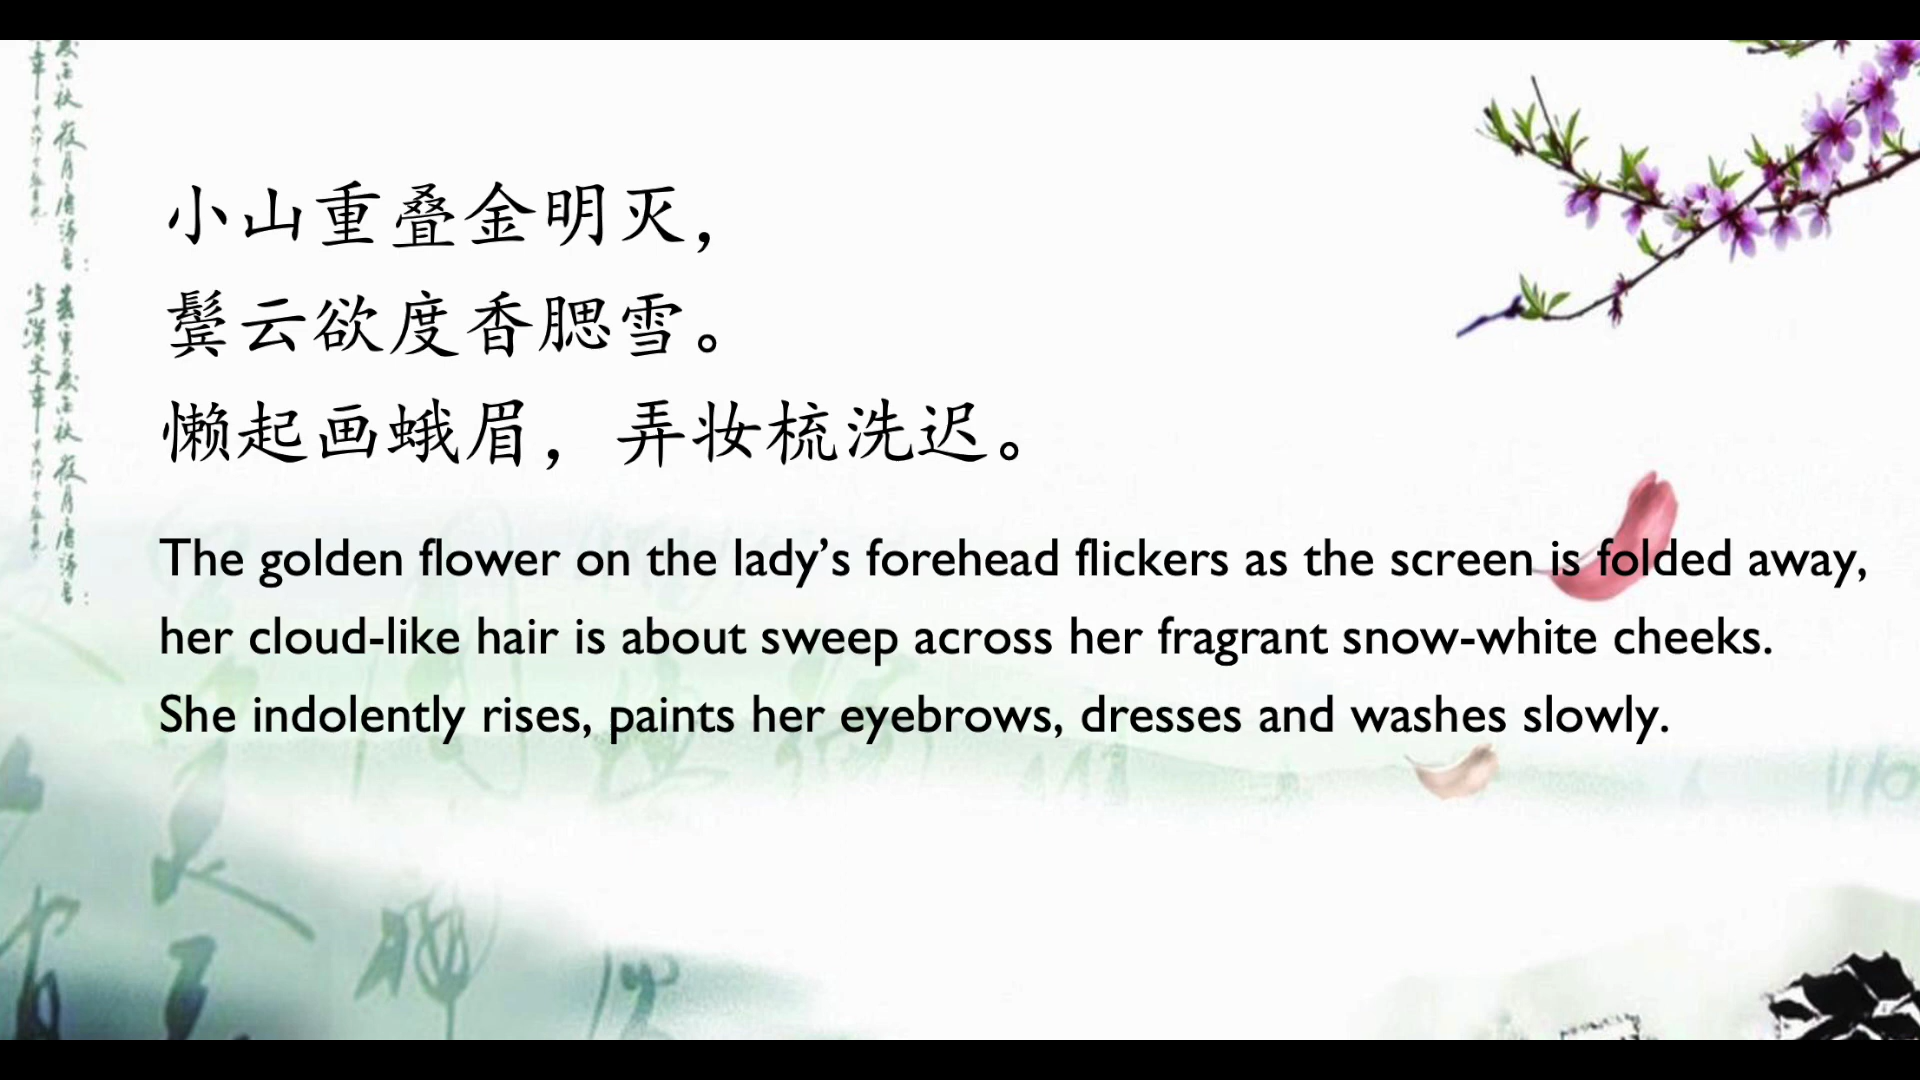 小山重叠金明灭，
鬓云欲度香腮雪。
懒起画蛾眉，弄妆梳洗迟。
The golden flower on the lady’s forehead flickers as the screen is folded away,
her cloud-like hair is about sweep across her fragrant snow-white cheeks.
She indolently rises, paints her eyebrows, dresses and washes slowly.